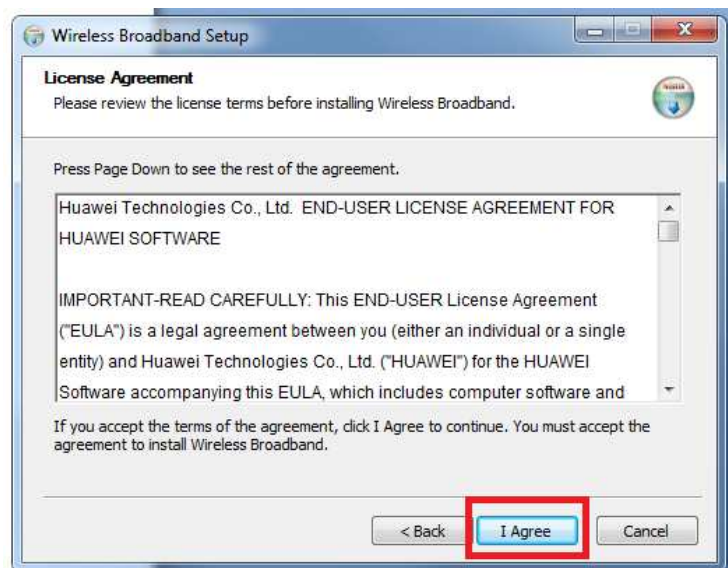 Wireless Broadband Setup
License Agreement
Please review the license terms before installing Wireless Broadband.
Press Page Down to see the rest of the agreement.
Huawei Technologies Co., Ltd. END-USER LICENSE AGREEMENT FOR
HUAWEI SOFTWARE
IMPORTANT-READ CAREFULLY: This END-USER License Agreement
("EULA") is a legal agreement between you (either an individual or a single
entity) and Huawei Technologies Co., Ltd. ("HUAWEI") for the HUAWEI
Software accompanying this EULA, which includes computer software and
If you accept the terms of the agreement, click I Agree to continue. You must accept the
agreement to install Wireless Broadband.
< Back I Agree Cancel